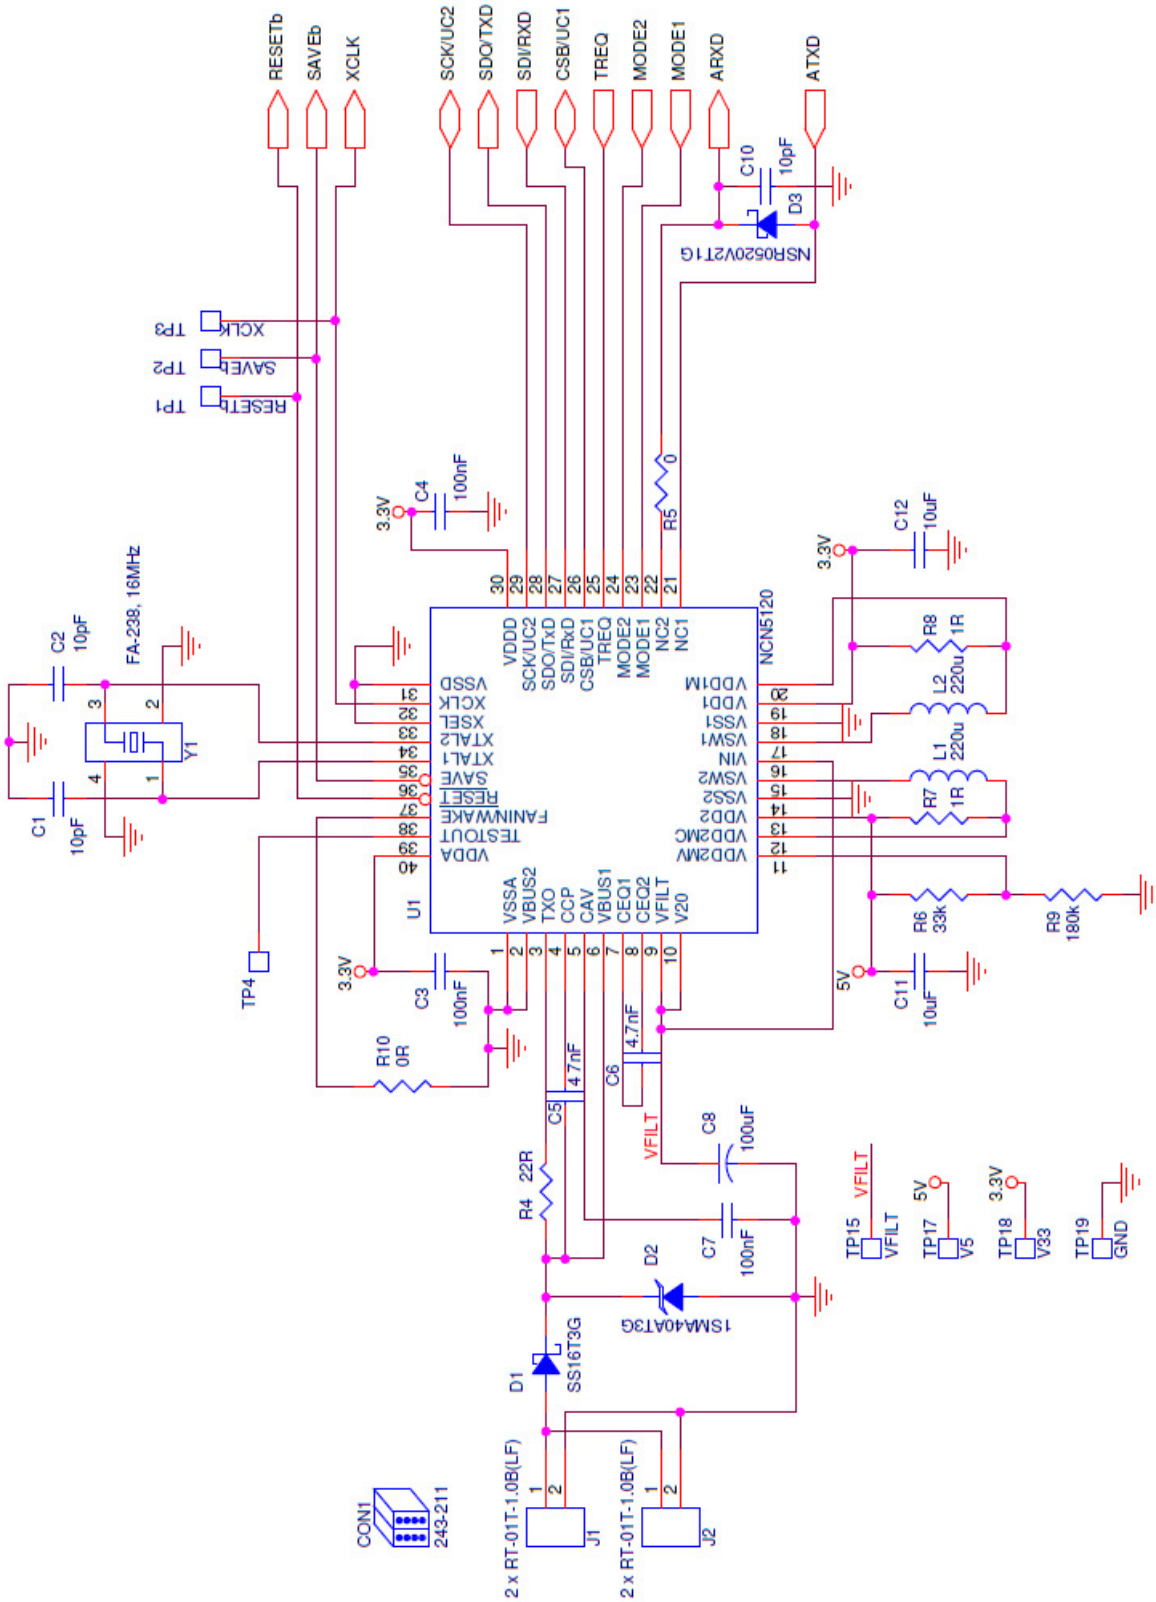 RESETb
SAVEb
XCLK
SCK/UC2
SDO/TXD
SDI/RXD
CSB/UC1
TREQ
MODE2
MODE1
ARXD
ATXD
C10
10pF
D3
NSR0520V2T1G
TP3
XCLK
TP2
SAVEb
TP1
RESETb
R5
0
3.3V
C4
100nF
FA-238, 16MHz
C2
10pF
3
2
4
1
Y1
C1
10pF
30
29
28
27
26
25
24
23
22
21
VDDD
SCK/UC2
SDO/TxD
SDI/RxD
CSB/UC1
TREQ
MODE2
MODE1
NC2
NC1
NCN5120
31
32
33
34
35
36
37
38
39
40
VSSD
XCLK
XSEL
XTAL2
XTAL1
SAVE
RESET
FANINWAKE
TESTOUT
VDDA
VDD1M
VDD1
VSS1
VSW1
VIN
VSW2
VSS2
VDD2
VDD2MC
VDD2MV
20
19
18
17
16
15
14
13
12
11
U1
VSSA
VBUS2
TXO
CCP
CAV
VBUS1
CEQ1
CEQ2
VFILT
V20
1
2
3
4
5
6
7
8
9
10
3.3V
C12
10uF
R8
1R
L2
220u
L1
220u
R7
1R
R6
33k
R9
180k
5V
C11
10uF
TP4
3.3V
C3
100nF
R10
0R
C5
4.7nF
C6
4.7nF
R4
22R
VFILT
C8
100uF
C7
100nF
D2
1SMA40AT3G
D1
SS16T3G
TP15
VFILT
VFILT
TP17
V5
5V
TP18
V33
3.3V
TP19
GND
CON1
243-211
2 x RT-01T-1.0B(LF)
1
2
J1
2 x RT-01T-1.0B(LF)
1
2
J2